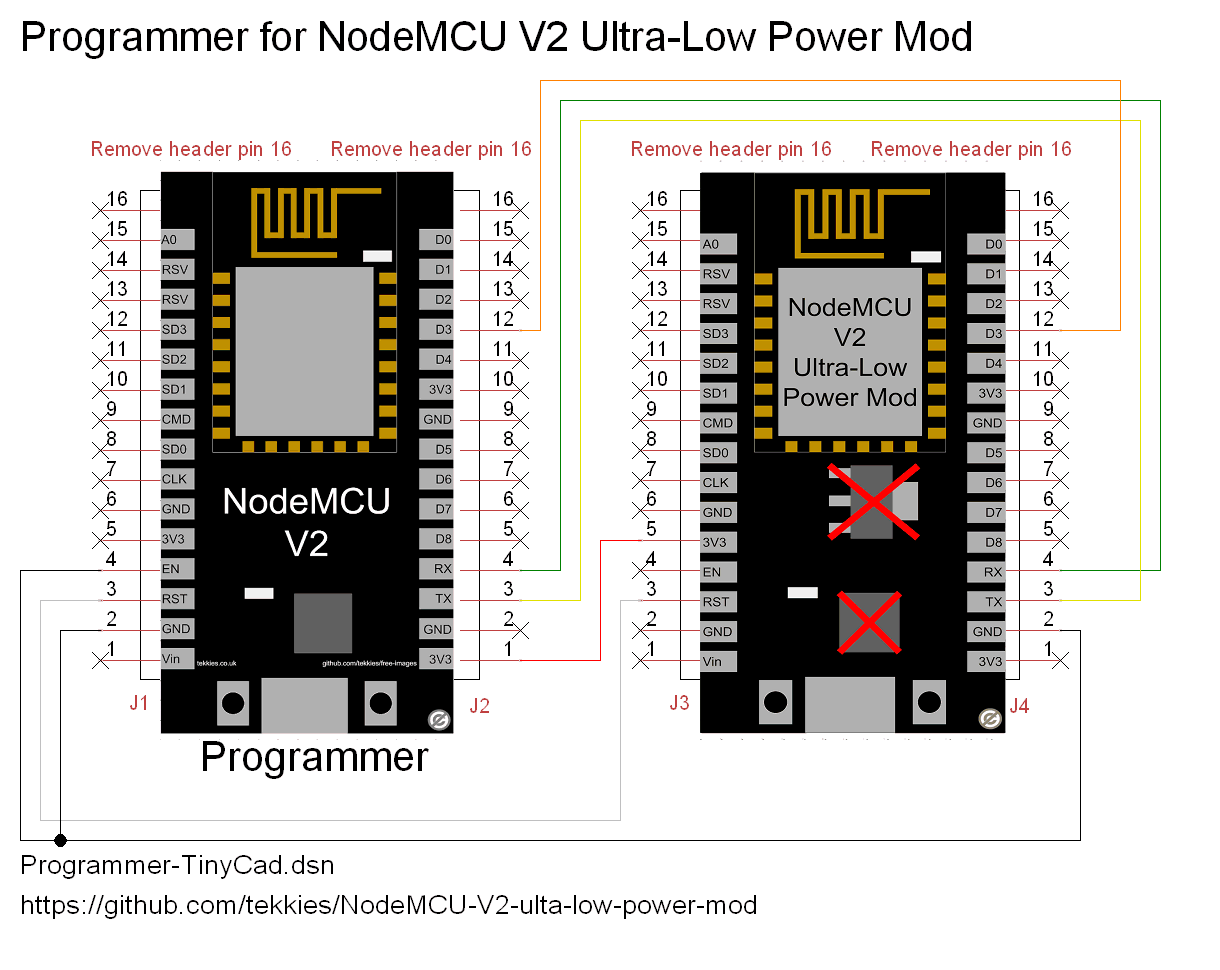 Programmer for NodeMCU V2 Ultra-Low Power Mod
Remove header pin 16 Remove header pin 16 Remove header pin 16 Remove header pin 16
16 16 16 16
15 A0 D0 15 15 A0 D0 15
14 RSV D1 14 14 RSV D1 14
13 RSV D2 13 13 RSV D2 13
12 SD3 D3 12 12 SD3 D3 12
11 SD2 D4 11 11 SD2 D4 11
10 SD1 3V3 10 10 SD1 3V3 10
9 CMD GND 9 9 CMD GND 9
8 SD0 D5 8 8 SD0 D5 8
7 CLK D6 7 7 CLK D6 7
6 GND D7 6 6 GND D7 6
5 3V3 D8 5 5 3V3 D8 5
4 EN RX 4 4 EN RX 4
3 RST TX 3 3 RST TX 3
2 GND GND 2 2 GND GND 2
1 Vin 3V3 1 1 Vin 3V3 1
NodeMCU
V2
tekkies.co.uk github.com/tekkies/free-images
NodeMCU
V2
Ultra-Low
Power Mod
J1 J2 J3 J4
Programmer
Programmer-TinyCad.dsn
https://github.com/tekkies/NodeMCU-V2-ulta-low-power-mod